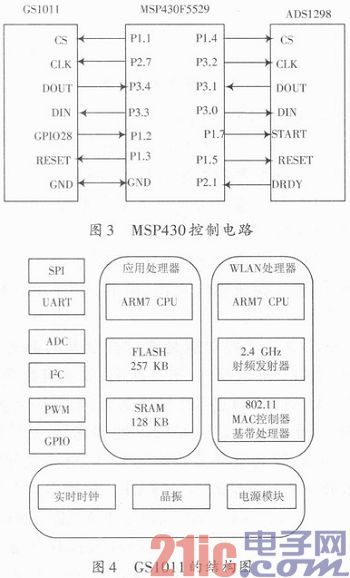 GS1011 MSP430F5529 ADS1298
CS P1.1 P1.4 CS
CLK P2.7 P3.2 CLK
DOUT P3.4 P3.1 DOUT
DIN P3.3 P3.0 DIN
GPIO28 P1.2 P1.7 START
RESET P1.3 P1.5 RESET
GND GND P2.1 DRDY
图3 MSP430控制电路
SPI
UART
ADC
I²C
PWM
GPIO
应用处理器
ARM7 CPU
FLASH
257 KB
SRAM
128 KB
WLAN处理器
ARM7 CPU
2.4 GHz
射频发射器
802.11
MAC控制器
基带处理器
实时时钟 晶振 电源模块
图4 GS1011的结构图
21ic电子网
.com